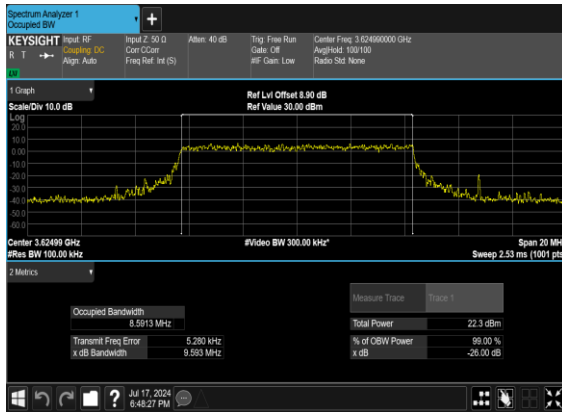 Spectrum Analyzer 1
Occupied BW
+
KEYSIGHT
R T
LXI
Input: RF
Coupling: DC
Align: Auto
Input Z: 50 Ω
Corr CCorr
Freq Ref: Int (S)
Atten: 40 dB
Trig: Free Run
Gate: Off
#IF Gain: Low
Center Freq: 3.624990000 GHz
Avg|Hold: 100/100
Radio Std: None
1 Graph
Scale/Div 10.0 dB
Ref Lvl Offset 8.90 dB
Ref Value 30.00 dBm
Log
20.0
10.0
0.00
-10.0
-20.0
-30.0
-40.0
-50.0
-60.0
Center 3.62499 GHz
#Res BW 100.00 kHz
#Video BW 300.00 kHz*
Span 20 MH
Sweep 2.53 ms (1001 pts
2 Metrics
Occupied Bandwidth
8.5913 MHz
Transmit Freq Error 5.280 kHz
x dB Bandwidth 9.593 MHz
Measure Trace Trace 1
Total Power 22.3 dBm
% of OBW Power 99.00 %
x dB -26.00 dB
?
Jul 17, 2024
6:48:27 PM